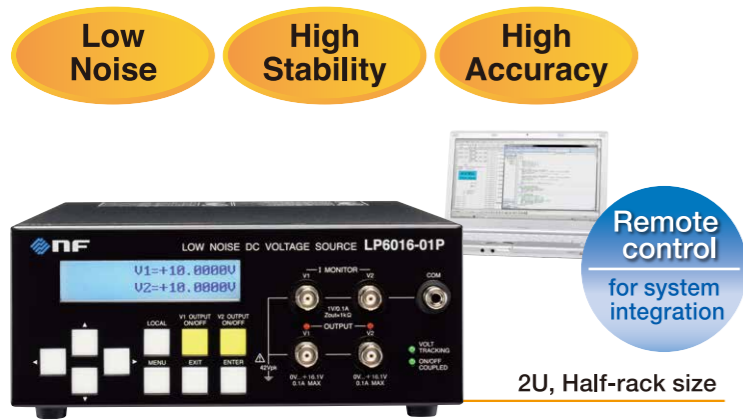 Low
Noise
High
Stability
High
Accuracy
Remote
control
for system
integration
nF
LOW NOISE DC VOLTAGE SOURCE LP6016-01P
V1=+10.0000V
V2=+10.0000V
I MONITOR
V1
V2
COM
1V/0.1A
Zout=1kΩ
OUTPUT
V1
V2
LOCAL
V1 OUTPUT
ON/OFF
V2 OUTPUT
ON/OFF
MENU
EXIT
ENTER
42Vpk
0V...+16.1V
0.1A MAX
0V...+16.1V
0.1A MAX
VOLT
TRACKING
ON/OFF
COUPLED
2U, Half-rack size